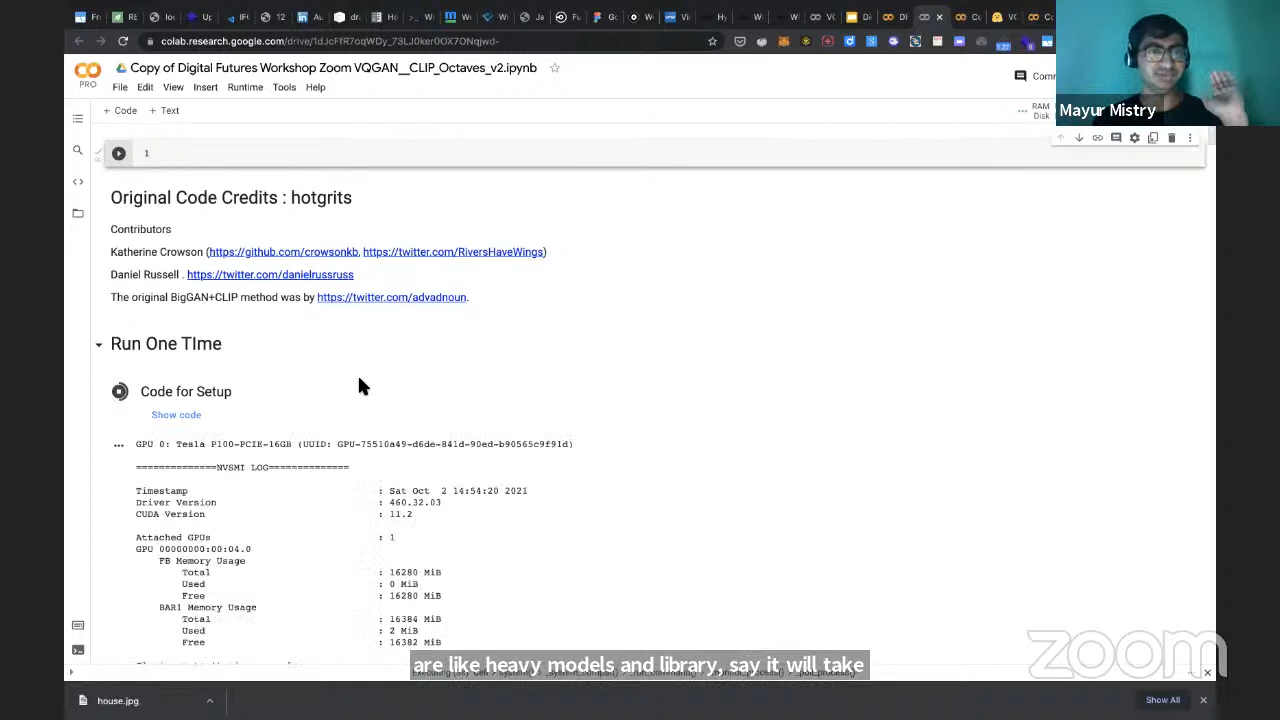 colab.research.google.com/drive/1dJcFfR7oqWDy_73LJ0ker0OX7ONqjwd-
1.27
CO
PRO
Copy of Digital Futures Workshop Zoom VQGAN__CLIP_Octaves_v2.ipynb
File Edit View Insert Runtime Tools Help
+ Code + Text
RAM
Disk
Mayur Mistry
1
Original Code Credits : hotgrits
Contributors
Katherine Crowson (https://github.com/crowsonkb, https://twitter.com/RiversHaveWings)
Daniel Russell . https://twitter.com/danielrussruss
The original BigGAN+CLIP method was by https://twitter.com/advadnoun.
Run One TIme
Code for Setup
Show code
GPU 0: Tesla P100-PCIE-16GB (UUID: GPU-75510a49-d6de-841d-90ed-b90565c9f91d)
==============NVSMI LOG==============
Timestamp : Sat Oct 2 14:54:20 2021
Driver Version : 460.32.03
CUDA Version : 11.2
Attached GPUs : 1
GPU 00000000:00:04.0
FB Memory Usage
Total : 16280 MiB
Used : 0 MiB
Free : 16280 MiB
BAR1 Memory Usage
Total : 16384 MiB
Used : 2 MiB
Free : 16382 MiB
are like heavy models and library, say it will take
zoom
house.jpg
Show All